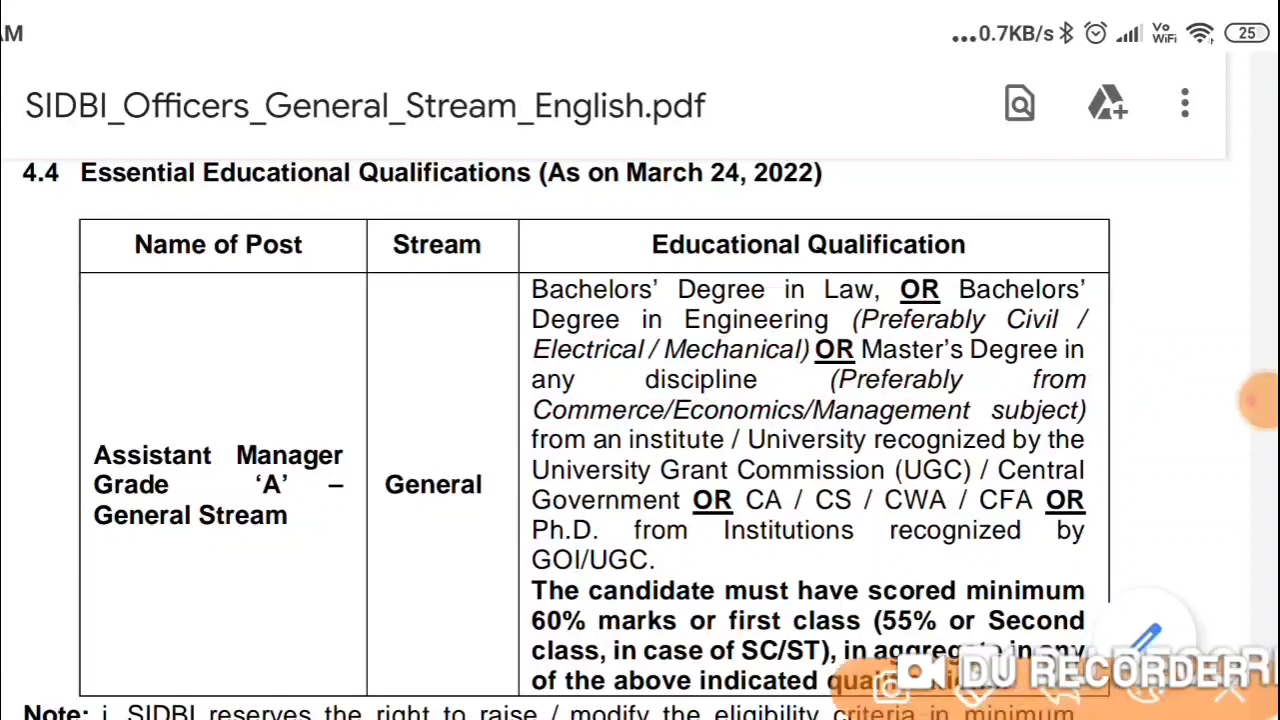 AM
...0.7KB/s Vo WiFi 25
SIDBI_Officers_General_Stream_English.pdf
4.4 Essential Educational Qualifications (As on March 24, 2022)
Name of Post Stream Educational Qualification
Assistant Manager
Grade ‘A’ –
General Stream
General
Bachelors’ Degree in Law, OR Bachelors’
Degree in Engineering (Preferably Civil /
Electrical / Mechanical) OR Master’s Degree in
any discipline (Preferably from
Commerce/Economics/Management subject)
from an institute / University recognized by the
University Grant Commission (UGC) / Central
Government OR CA / CS / CWA / CFA OR
Ph.D. from Institutions recognized by
GOI/UGC.
The candidate must have scored minimum
60% marks or first class (55% or Second
class, in case of SC/ST), in aggregate in any
of the above indicated
DU RECORDER
Note: i. SIDBI reserves the right to raise / modify the eligibility criteria in minimum